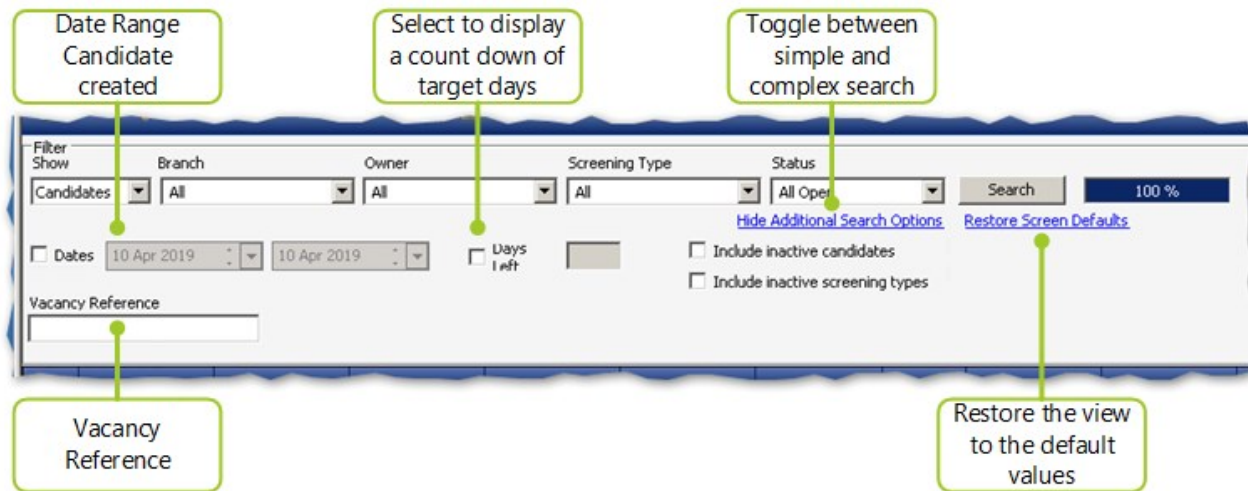 Date Range
Candidate
created
Select to display
a count down of
target days
Toggle between
simple and
complex search
Filter
Show Branch Owner Screening Type Status
Candidates All All All All Open Search 100 %
Hide Additional Search Options Restore Screen Defaults
Dates 10 Apr 2019 10 Apr 2019 Days Left Include inactive candidates
Include inactive screening types
Vacancy Reference
Vacancy
Reference
Restore the view
to the default
values